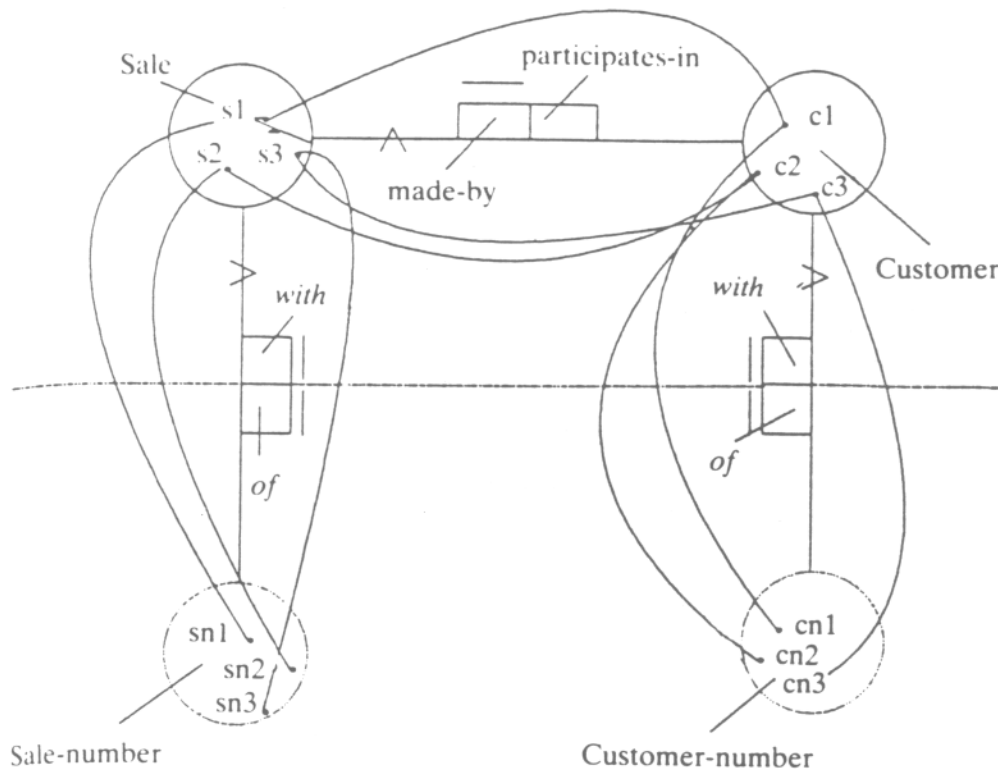 participates-in
Sale
s1
c1
s2
s3
c2
made-by
c3
Customer
with
with
of
of
sn1
cn1
sn2
cn2
sn3
cn3
Sale-number
Customer-number